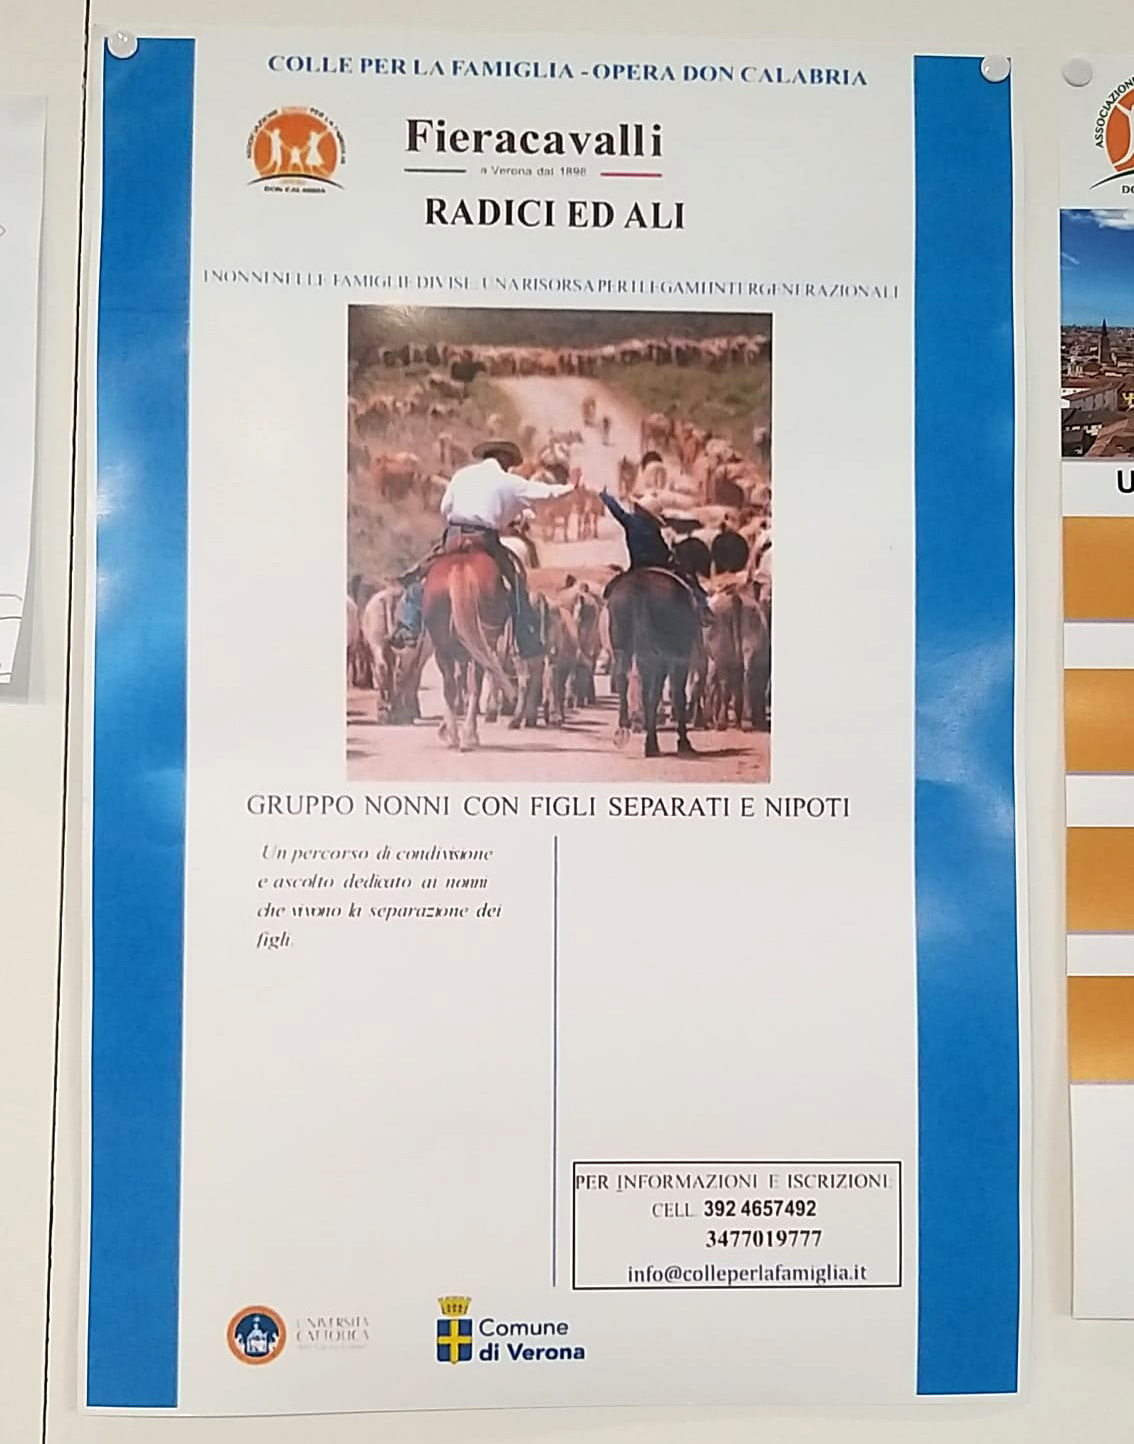 COLLE PER LA FAMIGLIA - OPERA DON CALABRIA
DON CALABRIA
Fieracavalli
a Verona dal 1898
RADICI ED ALI
I NONNI NELLE FAMIGLIE DIVISE: UNA RISORSA PER I LEGAMI INTERGENERAZIONALI
GRUPPO NONNI CON FIGLI SEPARATI E NIPOTI
Un percorso di condivisione
e ascolto dedicato ai nonni
che vivono la separazione dei
figli.
PER INFORMAZIONI E ISCRIZIONI:
CELL. 392 4657492
3477019777
info@colleperlafamiglia.it
UNIVERSITÀ
CATTOLICA
Comune
di Verona
ASSOCIAZIONE
U